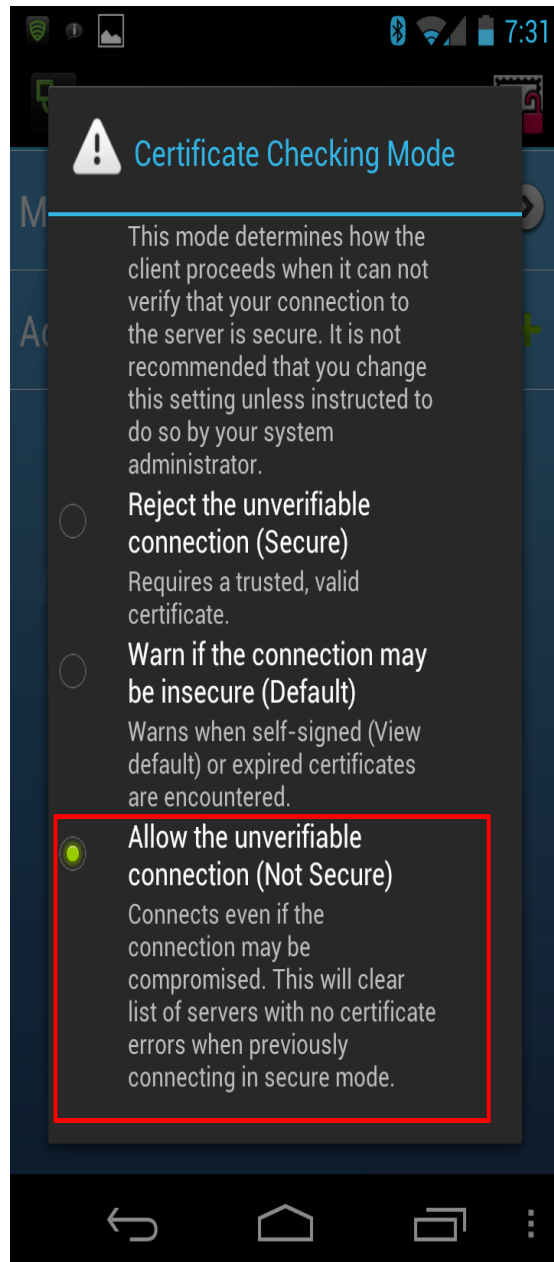 7:31
Certificate Checking Mode
M
This mode determines how the
client proceeds when it can not
verify that your connection to
Ac
the server is secure. It is not
recommended that you change
this setting unless instructed to
do so by your system
administrator.
Reject the unverifiable
connection (Secure)
Requires a trusted, valid
certificate.
Warn if the connection may
be insecure (Default)
Warns when self-signed (View
default) or expired certificates
are encountered.
Allow the unverifiable
connection (Not Secure)
Connects even if the
connection may be
compromised. This will clear
list of servers with no certificate
errors when previously
connecting in secure mode.